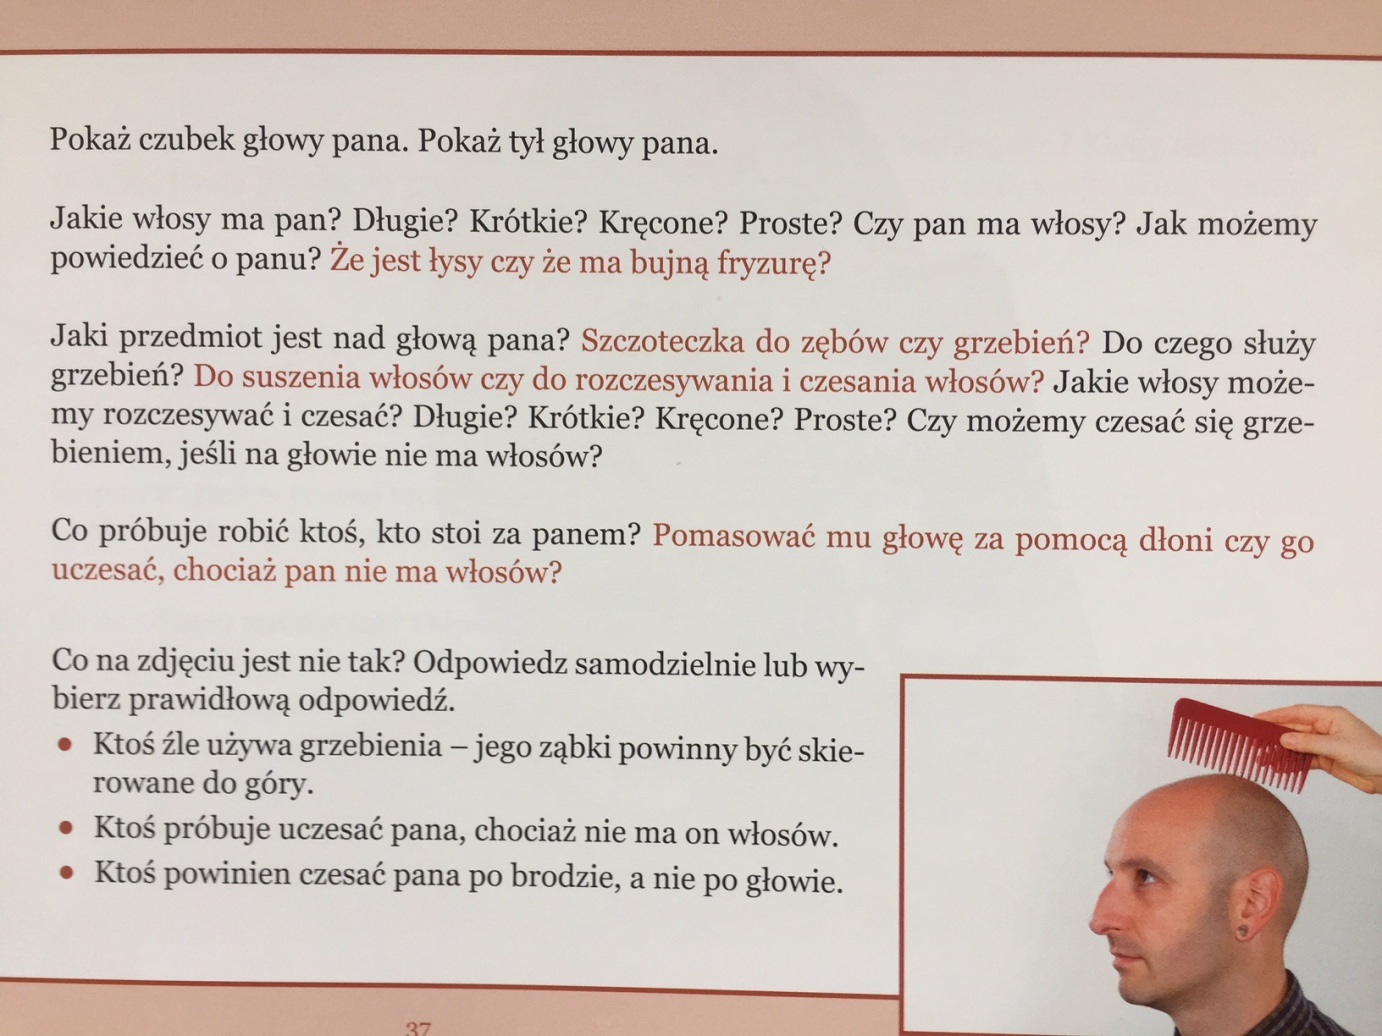 Pokaż czubek głowy pana. Pokaż tył głowy pana.
Jakie włosy ma pan? Długie? Krótkie? Kręcone? Proste? Czy pan ma włosy? Jak możemy
powiedzieć o panu? Że jest łysy czy że ma bujną fryzurę?
Jaki przedmiot jest nad głową pana? Szczoteczka do zębów czy grzebień? Do czego służy
grzebień? Do suszenia włosów czy do rozczesywania i czesania włosów? Jakie włosy może-
my rozczesywać i czesać? Długie? Krótkie? Kręcone? Proste? Czy możemy czesać się grze-
bieniem, jeśli na głowie nie ma włosów?
Co próbuje robić ktoś, kto stoi za panem? Pomasować mu głowę za pomocą dłoni czy go
uczesać, chociaż pan nie ma włosów?
Co na zdjęciu jest nie tak? Odpowiedz samodzielnie lub wy-
bierz prawidłową odpowiedź.
• Ktoś źle używa grzebienia – jego ząbki powinny być skie-
rowane do góry.
• Ktoś próbuje uczesać pana, chociaż nie ma on włosów.
• Ktoś powinien czesać pana po brodzie, a nie po głowie.
37